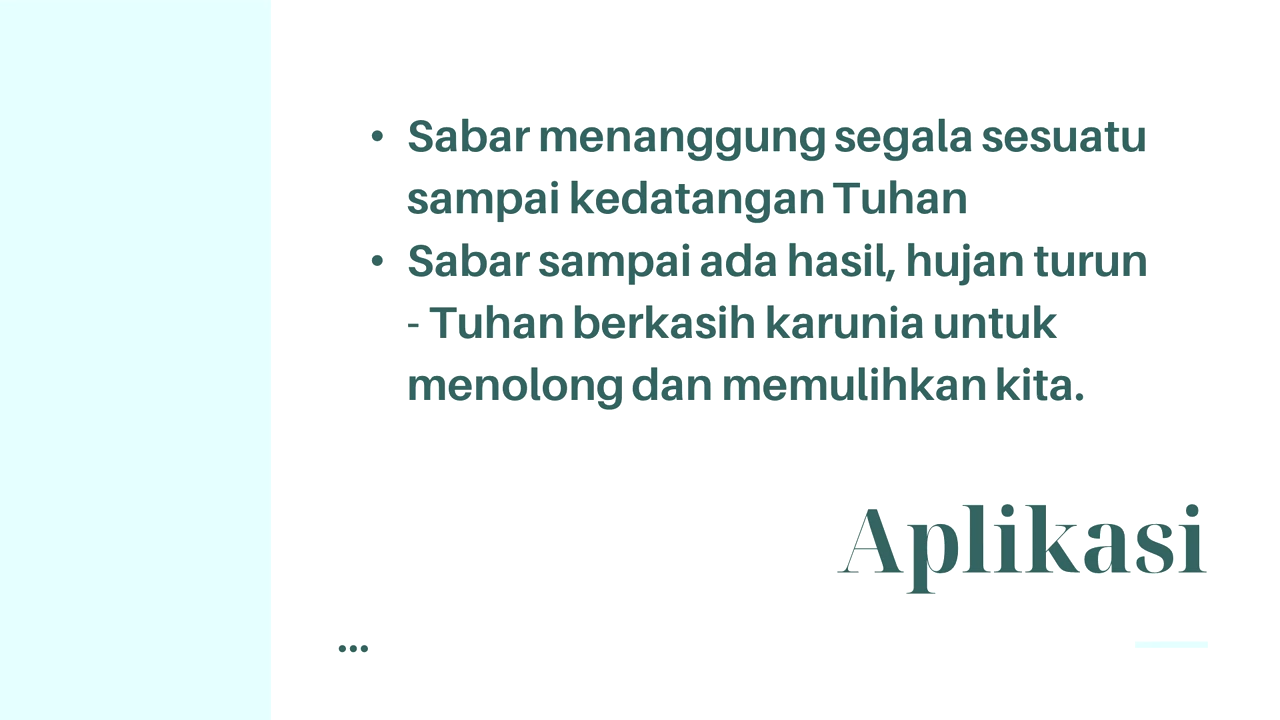 • Sabar menanggung segala sesuatu
sampai kedatangan Tuhan
• Sabar sampai ada hasil, hujan turun
- Tuhan berkasih karunia untuk
menolong dan memulihkan kita.
Aplikasi
...